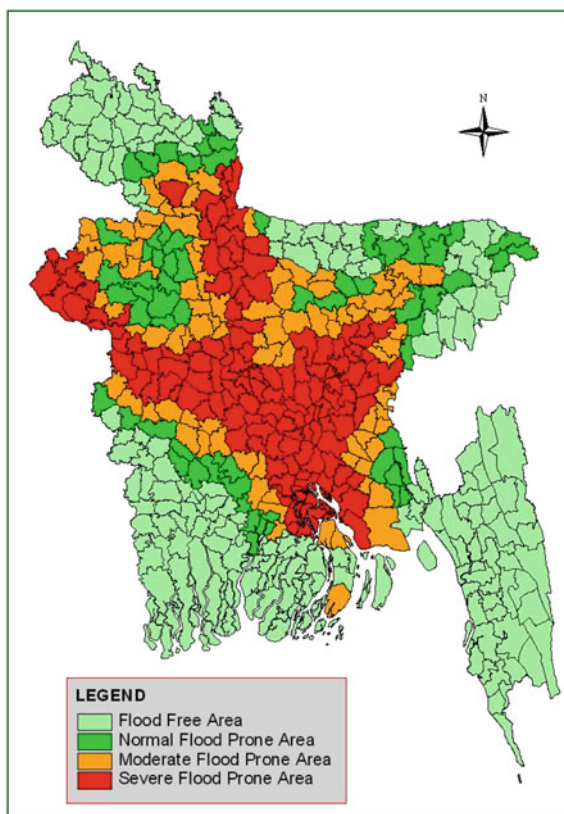 N
LEGEND
Flood Free Area
Normal Flood Prone Area
Moderate Flood Prone Area
Severe Flood Prone Area